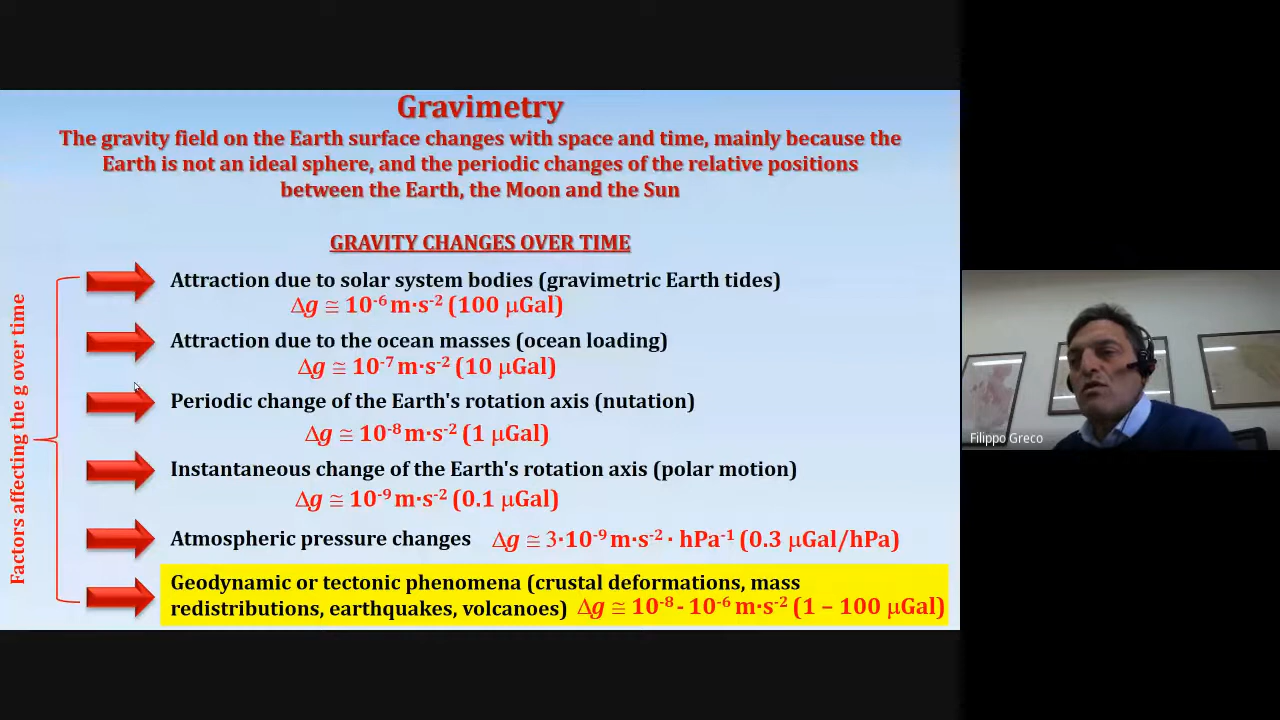 Gravimetry
The gravity field on the Earth surface changes with space and time, mainly because the
Earth is not an ideal sphere, and the periodic changes of the relative positions
between the Earth, the Moon and the Sun
GRAVITY CHANGES OVER TIME
Factors affecting the g over time
Attraction due to solar system bodies (gravimetric Earth tides)
Δg ≅ 10⁻⁶ m·s⁻² (100 μGal)
Attraction due to the ocean masses (ocean loading)
Δg ≅ 10⁻⁷ m·s⁻² (10 μGal)
Periodic change of the Earth's rotation axis (nutation)
Δg ≅ 10⁻⁸ m·s⁻² (1 μGal)
Instantaneous change of the Earth's rotation axis (polar motion)
Δg ≅ 10⁻⁹ m·s⁻² (0.1 μGal)
Atmospheric pressure changes Δg ≅ 3·10⁻⁹ m·s⁻² · hPa⁻¹ (0.3 μGal/hPa)
Geodynamic or tectonic phenomena (crustal deformations, mass
redistributions, earthquakes, volcanoes) Δg ≅ 10⁻⁸ - 10⁻⁶ m·s⁻² (1 – 100 μGal)
Filippo Greco